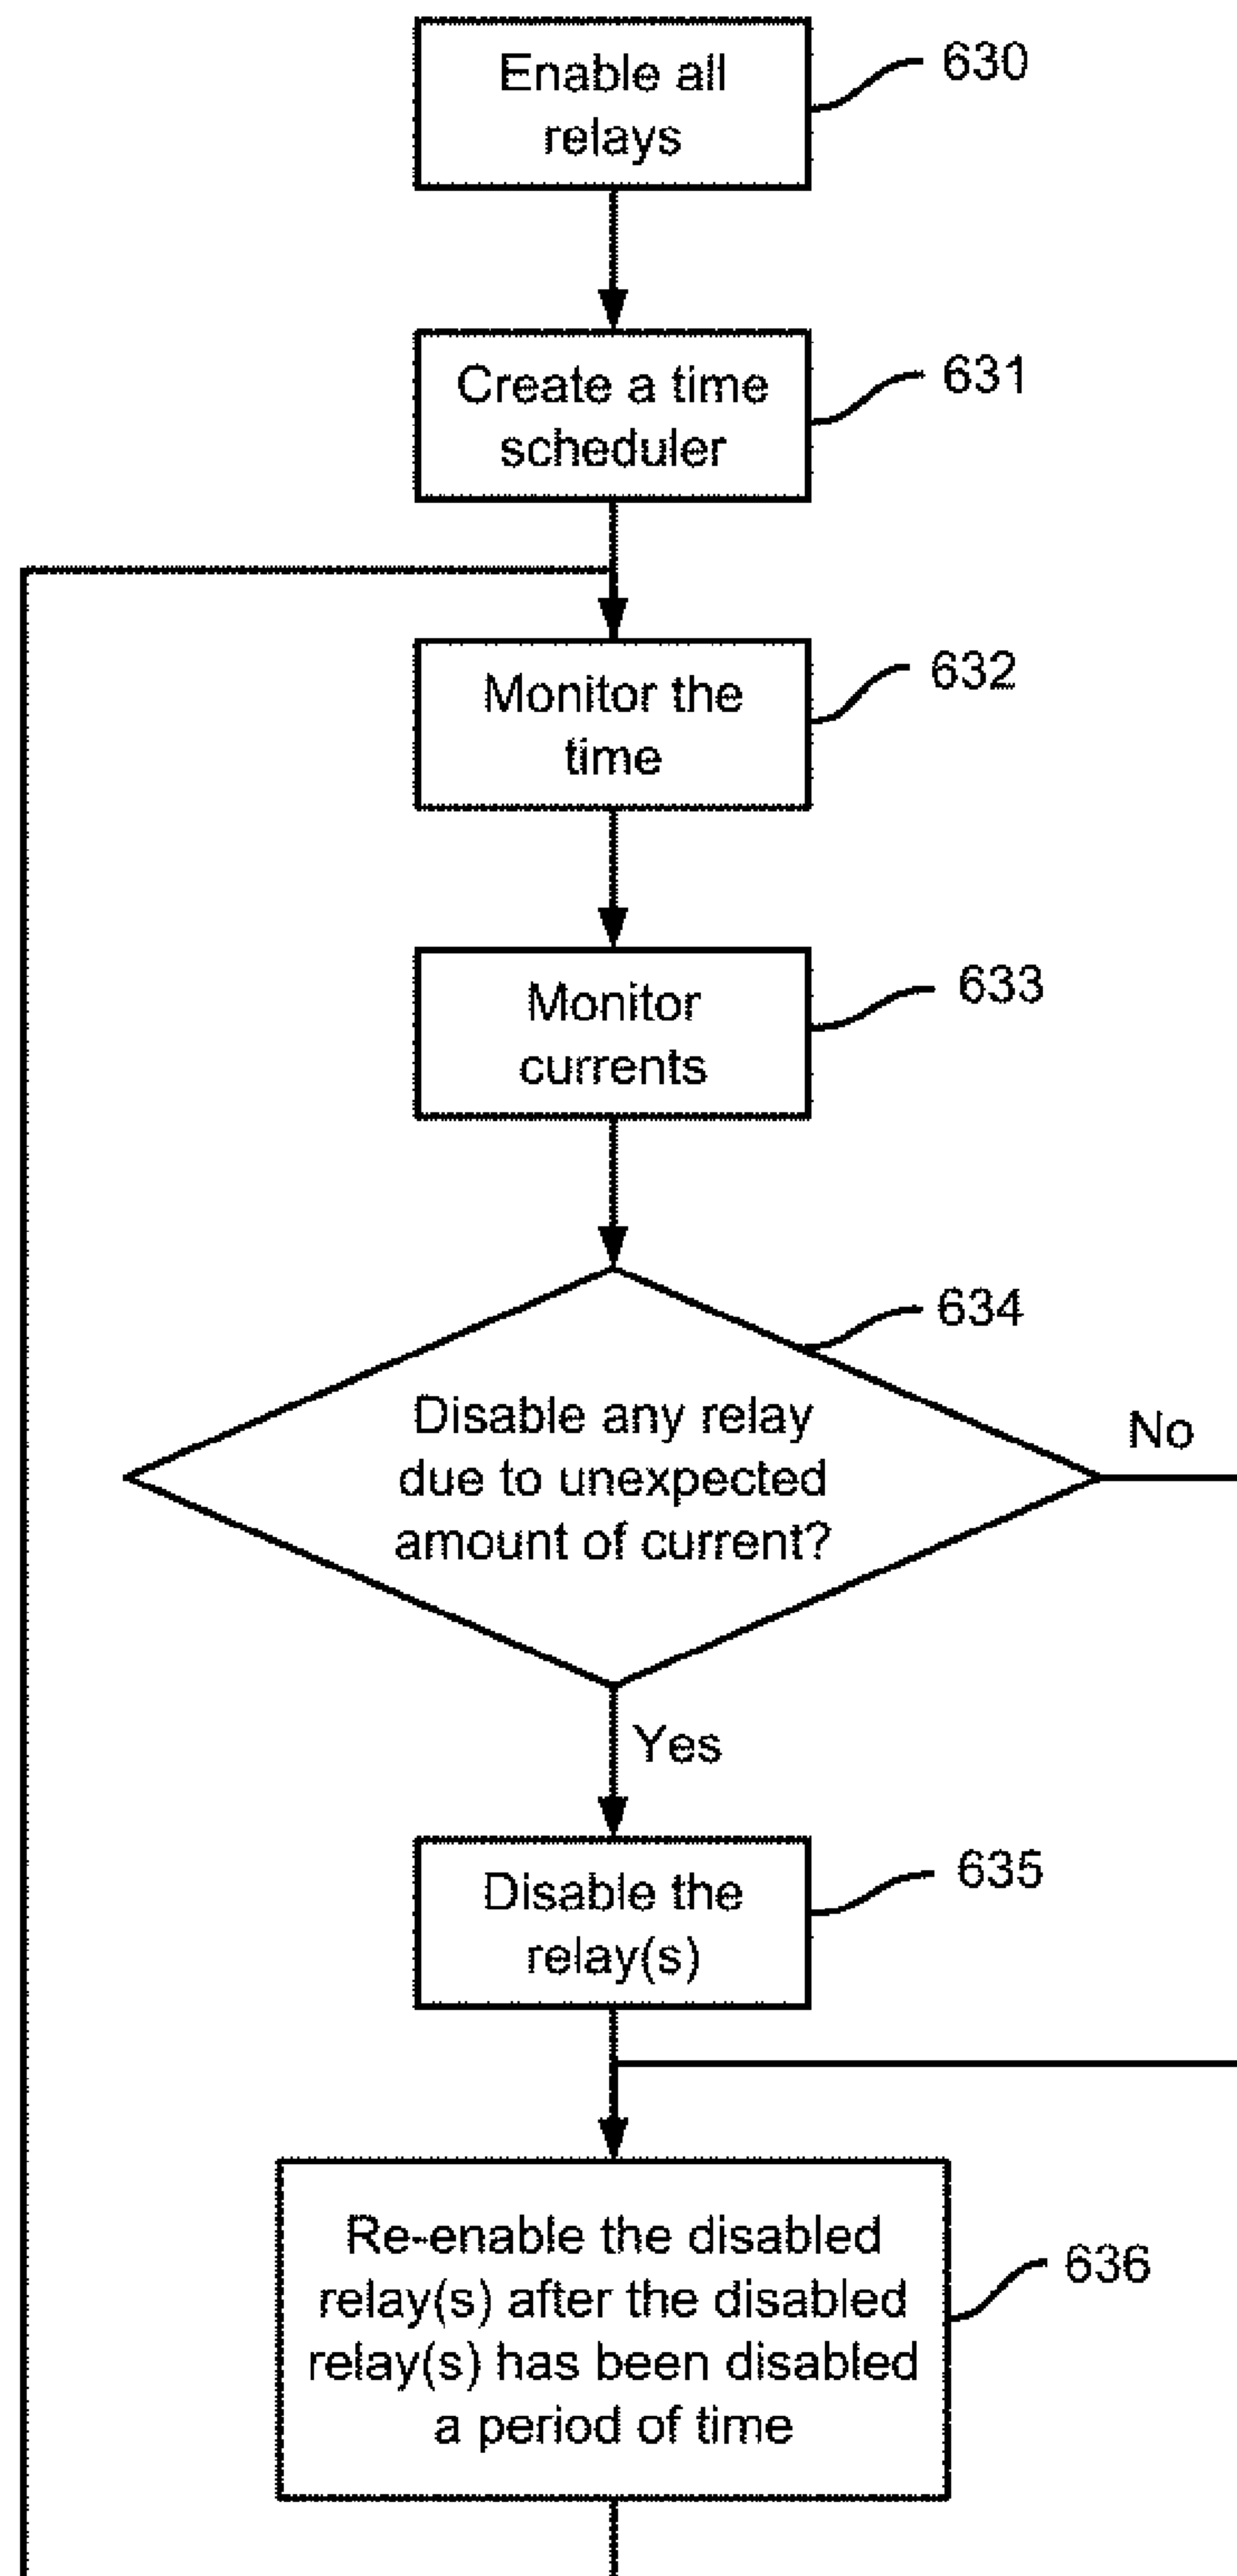 Enable all
relays
630
Create a time
scheduler
631
Monitor the
time
632
Monitor
currents
633
634
Disable any relay
due to unexpected
amount of current?
No
Yes
Disable the
relay(s)
635
Re-enable the disabled
relay(s) after the disabled
relay(s) has been disabled
a period of time
636